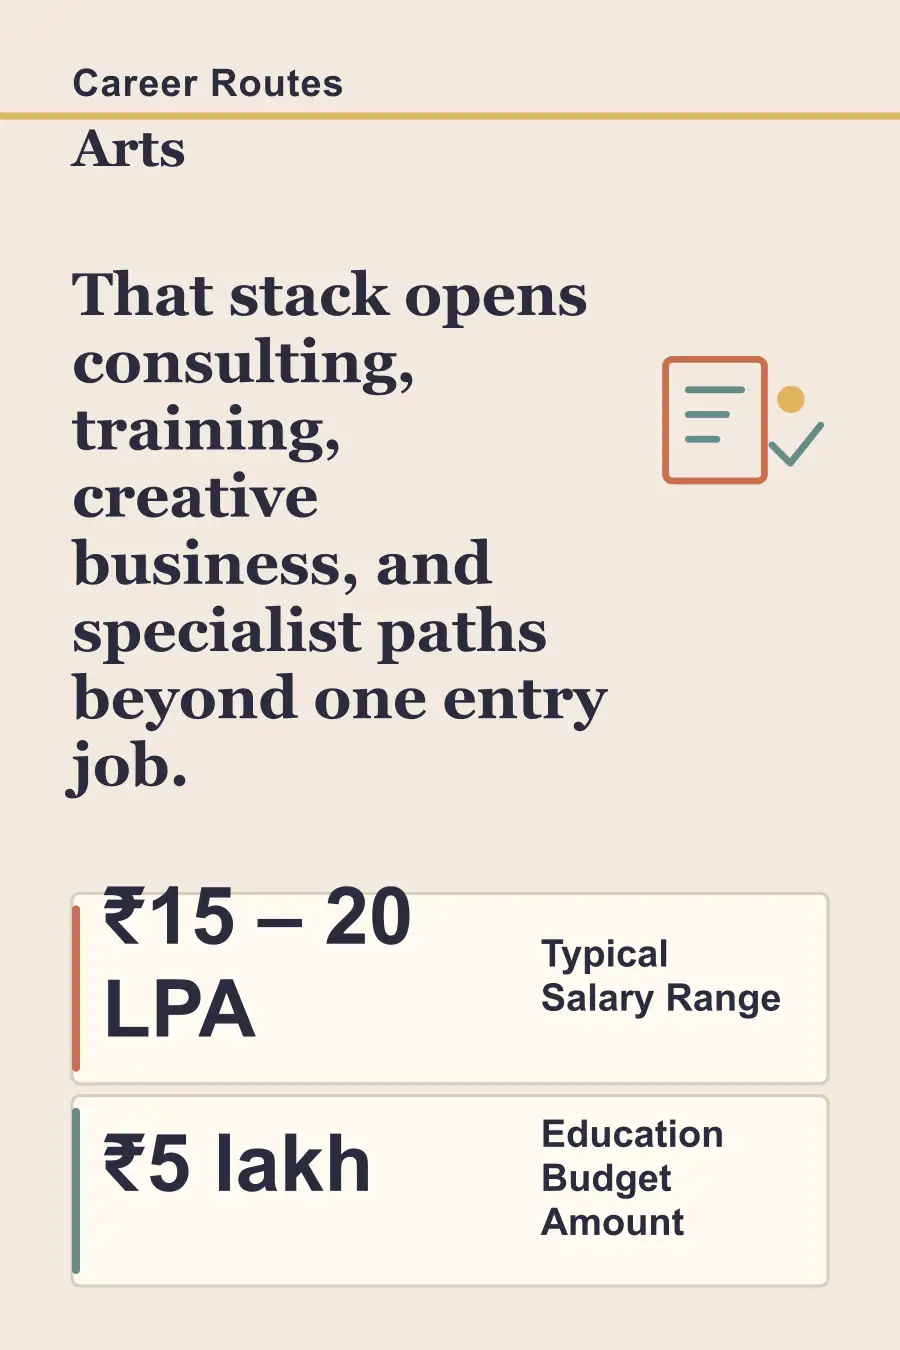 Career Routes
Arts
That stack opens
consulting,
training,
creative
business, and
specialist paths
beyond one entry
job.
₹15 – 20
LPA
Typical
Salary Range
₹5 lakh
Education
Budget
Amount